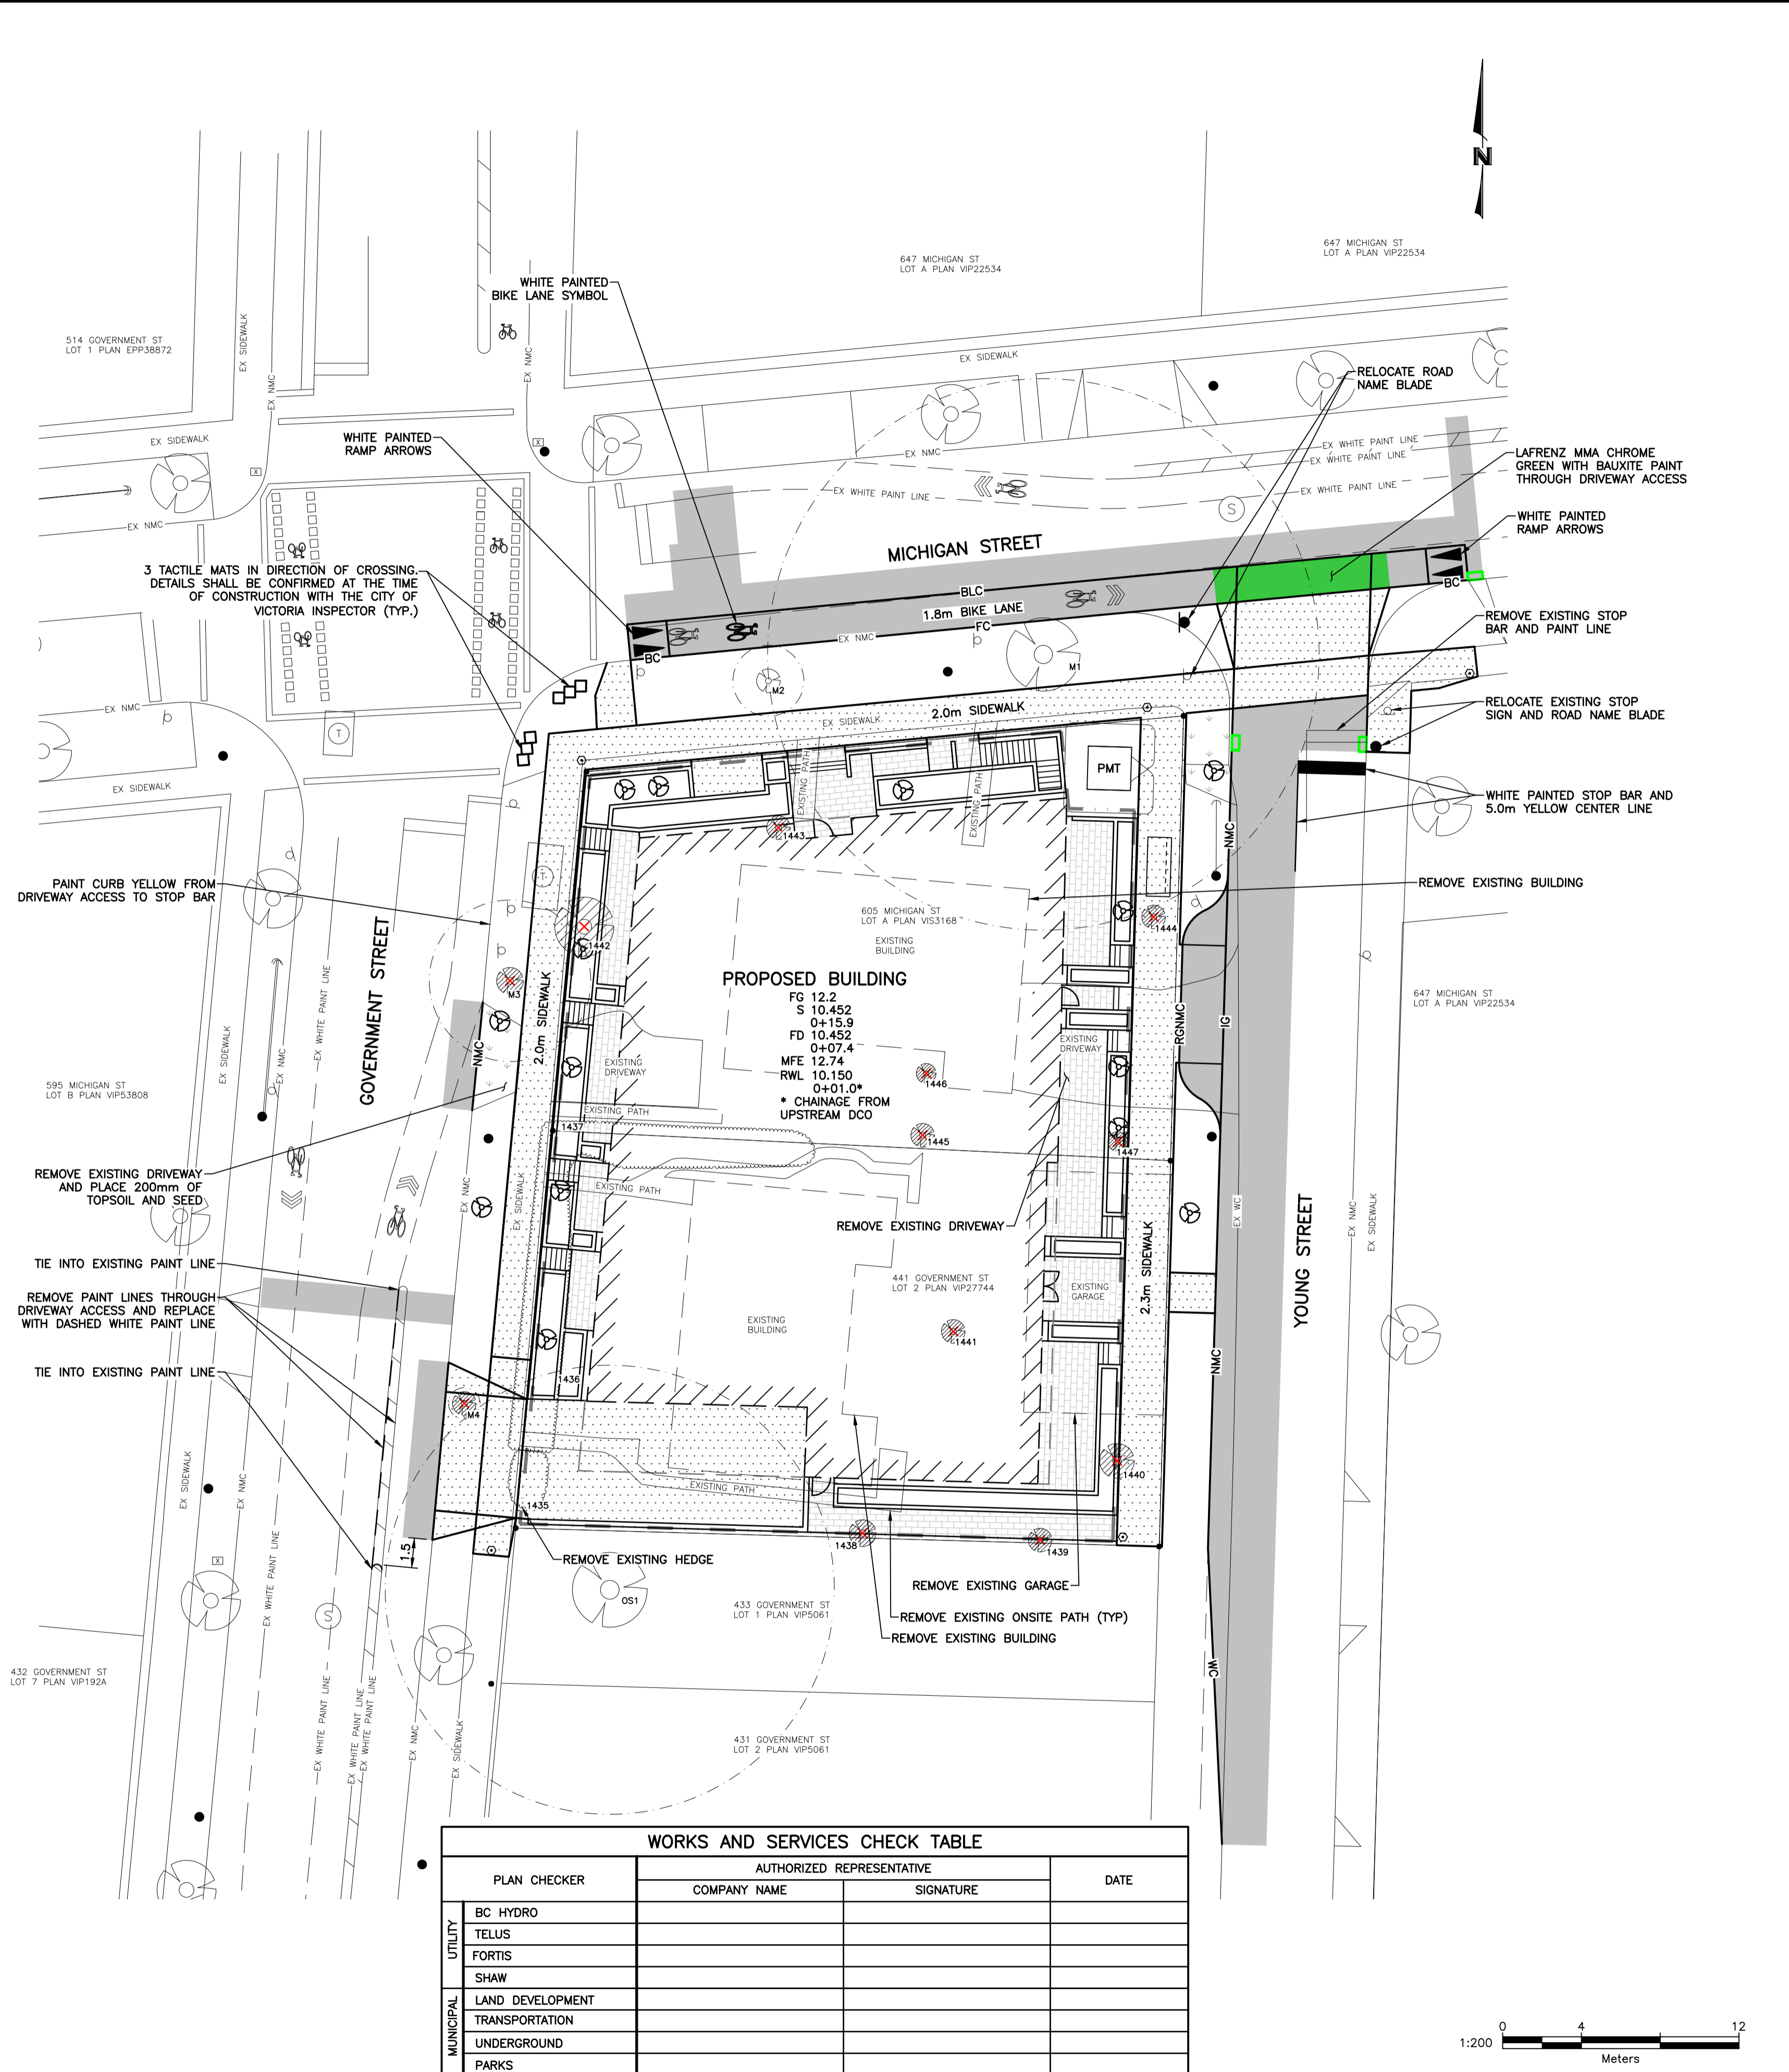 N
647 MICHIGAN ST
LOT A PLAN VIP22534
647 MICHIGAN ST
LOT A PLAN VIP22534
WHITE PAINTED
BIKE LANE SYMBOL
514 GOVERNMENT ST
LOT 1 PLAN EPP38872
EX SIDEWALK
EX NMC
EX NMC
EX SIDEWALK
RELOCATE ROAD
NAME BLADE
EX SIDEWALK
WHITE PAINTED
RAMP ARROWS
X
X
EX NMC
EX WHITE PAINT LINE
EX WHITE PAINT LINE
EX WHITE PAINT LINE
EX WHITE PAINT LINE
S
LAFRENZ MMA CHROME
GREEN WITH BAUXITE PAINT
THROUGH DRIVEWAY ACCESS
WHITE PAINTED
RAMP ARROWS
EX NMC
MICHIGAN STREET
3 TACTILE MATS IN DIRECTION OF CROSSING.
DETAILS SHALL BE CONFIRMED AT THE TIME
OF CONSTRUCTION WITH THE CITY OF
VICTORIA INSPECTOR (TYP.)
BLC
1.8m BIKE LANE
FC
BC
BC
EX NMC
REMOVE EXISTING STOP
BAR AND PAINT LINE
M1
M2
EX NMC
T
2.0m SIDEWALK
EX SIDEWALK
RELOCATE EXISTING STOP
SIGN AND ROAD NAME BLADE
EX SIDEWALK
PMT
EXISTING PATH
EXISTING PATH
WHITE PAINTED STOP BAR AND
5.0m YELLOW CENTER LINE
1443
NMC
PAINT CURB YELLOW FROM
DRIVEWAY ACCESS TO STOP BAR
T
REMOVE EXISTING BUILDING
605 MICHIGAN ST
LOT A PLAN VIS3168
EXISTING
BUILDING
1442
1444
GOVERNMENT STREET
EX WHITE PAINT LINE
M3
2.0m SIDEWALK
PROPOSED BUILDING
FG 12.2
S 10.452
0+15.9
FD 10.452
0+07.4
MFE 12.74
RWL 10.150
0+01.0*
* CHAINAGE FROM
UPSTREAM DCO
647 MICHIGAN ST
LOT A PLAN VIP22534
EX SIDEWALK
EX NMC
NMC
EXISTING
DRIVEWAY
EXISTING
DRIVEWAY
RGNMC
IG
595 MICHIGAN ST
LOT B PLAN VIP53808
1446
EXISTING PATH
1437
1445
1447
REMOVE EXISTING DRIVEWAY
AND PLACE 200mm OF
TOPSOIL AND SEED
EX NMC
EX SIDEWALK
EXISTING PATH
REMOVE EXISTING DRIVEWAY
EX WC
EX NMC
EX SIDEWALK
YOUNG STREET
2.3m SIDEWALK
TIE INTO EXISTING PAINT LINE
441 GOVERNMENT ST
LOT 2 PLAN VIP27744
EXISTING
GARAGE
REMOVE PAINT LINES THROUGH
DRIVEWAY ACCESS AND REPLACE
WITH DASHED WHITE PAINT LINE
EXISTING
BUILDING
1441
TIE INTO EXISTING PAINT LINE
1436
NMC
M4
EX SIDEWALK
EX NMC
1440
EXISTING PATH
1435
1438
1439
X
1.5
REMOVE EXISTING HEDGE
REMOVE EXISTING GARAGE
EX WHITE PAINT LINE
S
OS1
433 GOVERNMENT ST
LOT 1 PLAN VIP5061
REMOVE EXISTING ONSITE PATH (TYP)
REMOVE EXISTING BUILDING
432 GOVERNMENT ST
LOT 7 PLAN VIP192A
WC
EX WHITE PAINT LINE
EX WHITE PAINT LINE
EX WHITE PAINT LINE
EX NMC
EX SIDEWALK
431 GOVERNMENT ST
LOT 2 PLAN VIP5061
WORKS AND SERVICES CHECK TABLE
PLAN CHECKER
AUTHORIZED REPRESENTATIVE
DATE
COMPANY NAME
SIGNATURE
UTILITY
BC HYDRO
TELUS
FORTIS
SHAW
MUNICIPAL
LAND DEVELOPMENT
TRANSPORTATION
UNDERGROUND
PARKS
1:200
0 4 12
Meters